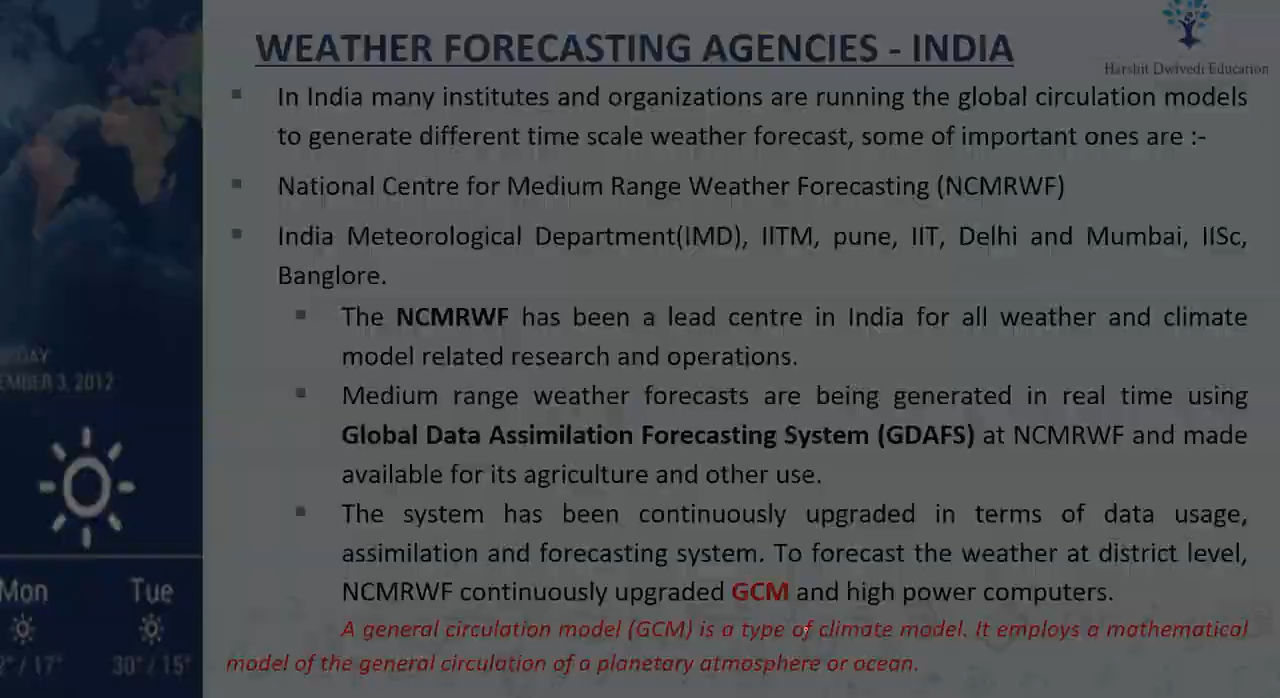 WEATHER FORECASTING AGENCIES - INDIA
Harshit Dwivedi Education
In India many institutes and organizations are running the global circulation models
to generate different time scale weather forecast, some of important ones are :-
National Centre for Medium Range Weather Forecasting (NCMRWF)
India Meteorological Department(IMD), IITM, pune, IIT, Delhi and Mumbai, IISc,
Banglore.
The NCMRWF has been a lead centre in India for all weather and climate
model related research and operations.
Medium range weather forecasts are being generated in real time using
Global Data Assimilation Forecasting System (GDAFS) at NCMRWF and made
available for its agriculture and other use.
The system has been continuously upgraded in terms of data usage,
assimilation and forecasting system. To forecast the weather at district level,
NCMRWF continuously upgraded GCM and high power computers.
A general circulation model (GCM) is a type of climate model. It employs a mathematical
model of the general circulation of a planetary atmosphere or ocean.
EMBER 3, 2012
Mon Tue
2° / 17° 30° / 15°